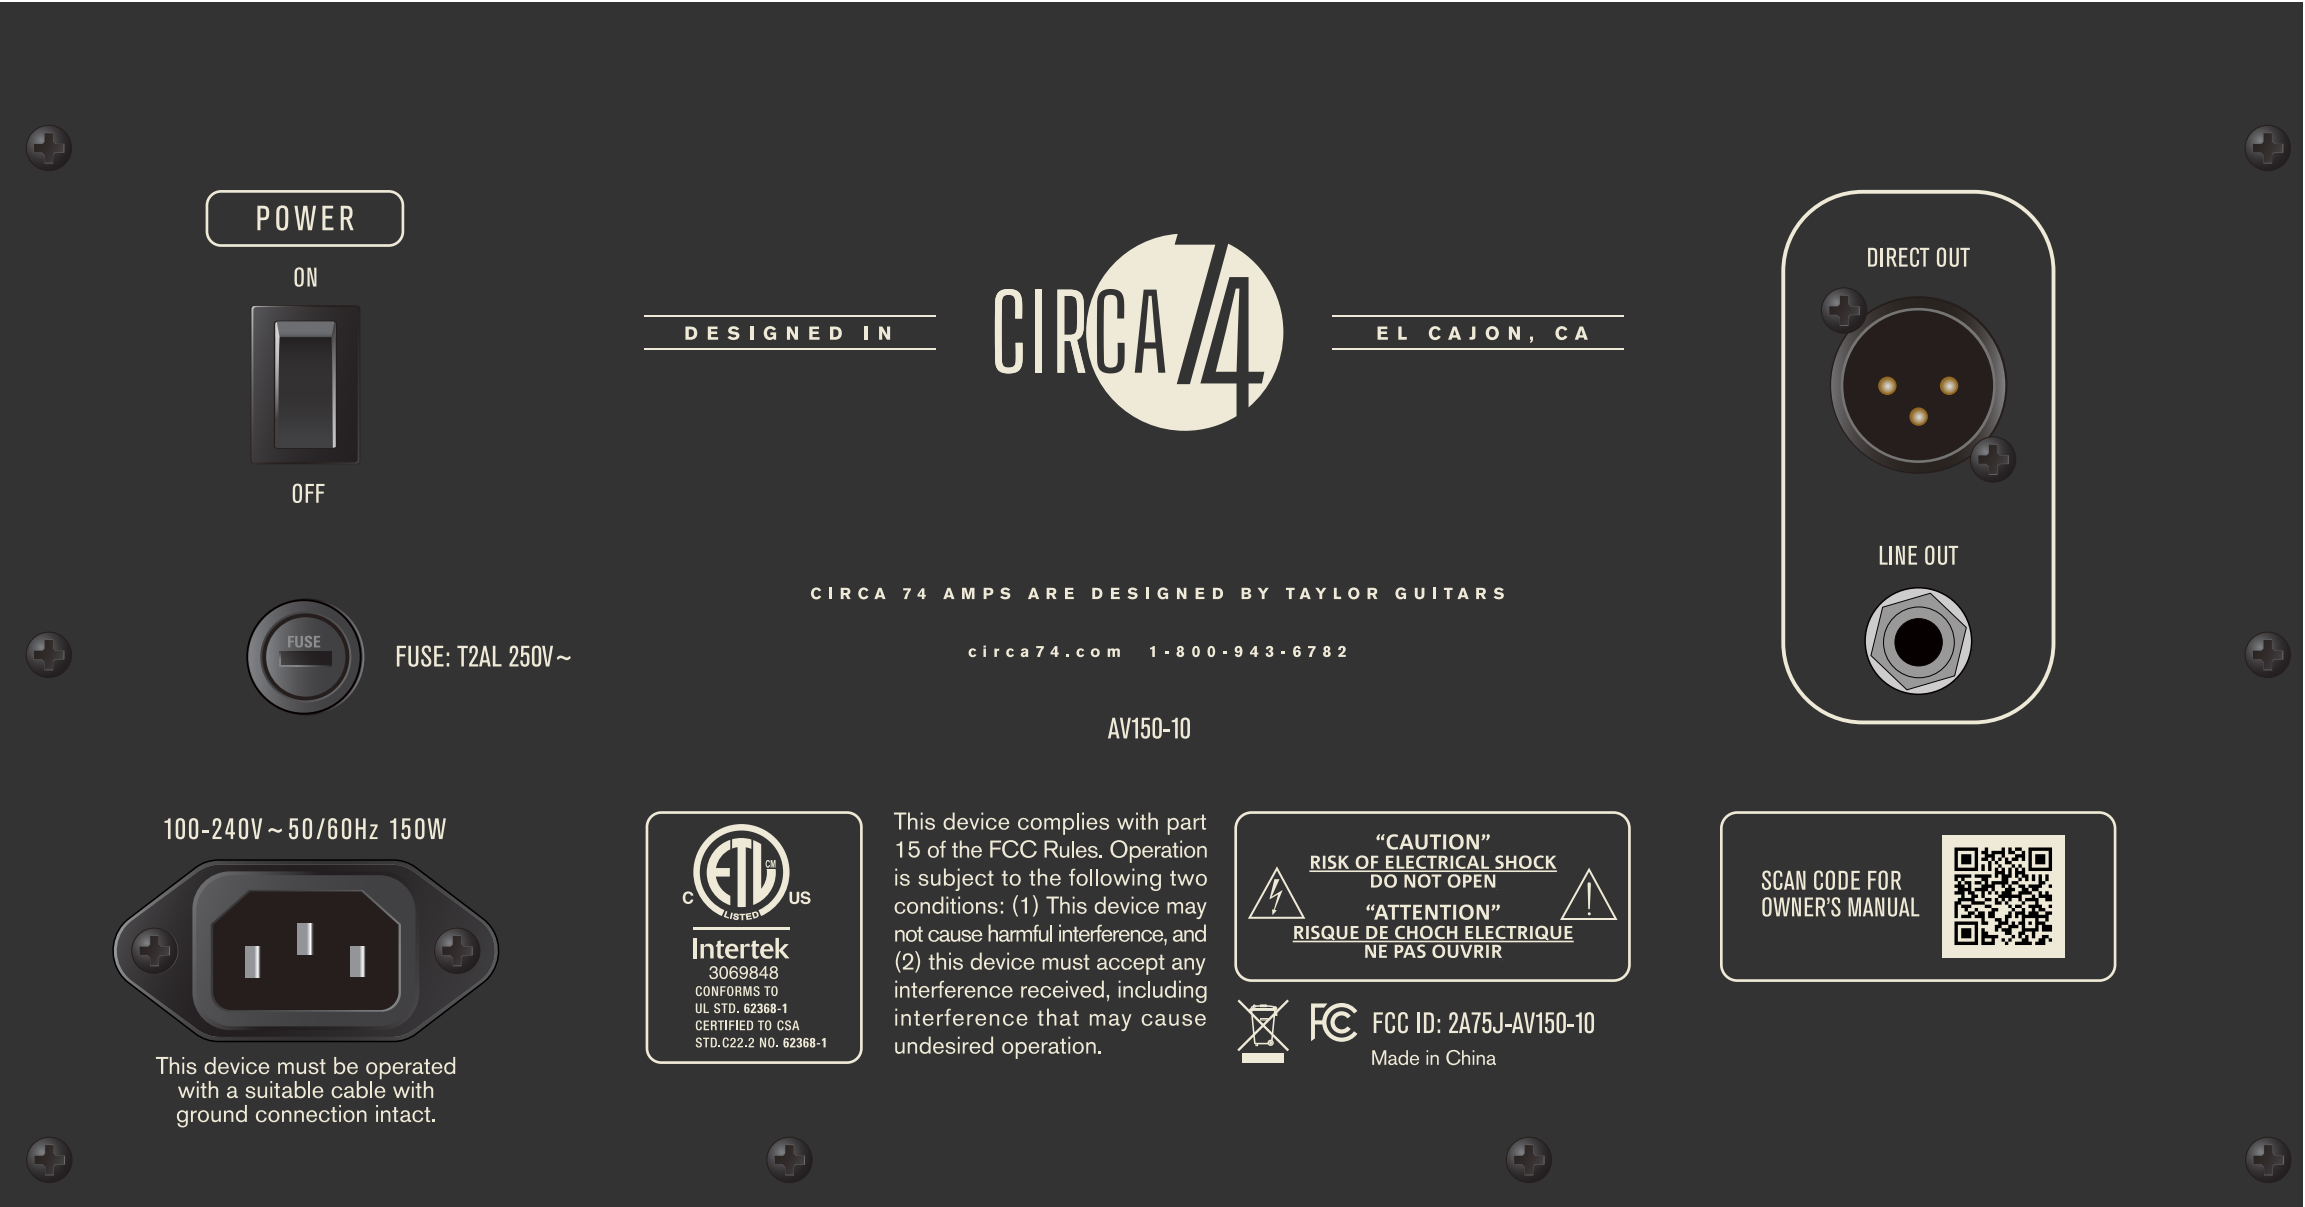 POWER
ON
OFF
FUSE
FUSE: T2AL 250V~
100-240V~50/60Hz 150W
This device must be operated
with a suitable cable with
ground connection intact.
DESIGNED IN
CIRCA 74
EL CAJON, CA
CIRCA 74 AMPS ARE DESIGNED BY TAYLOR GUITARS
circa74.com 1-800-943-6782
AV150-10
ETL CM
C US
LISTED
Intertek
3069848
CONFORMS TO
UL STD. 62368-1
CERTIFIED TO CSA
STD.C22.2 NO. 62368-1
This device complies with part
15 of the FCC Rules. Operation
is subject to the following two
conditions: (1) This device may
not cause harmful interference, and
(2) this device must accept any
interference received, including
interference that may cause
undesired operation.
“CAUTION”
RISK OF ELECTRICAL SHOCK
DO NOT OPEN
“ATTENTION”
RISQUE DE CHOCH ELECTRIQUE
NE PAS OUVRIR
FC FCC ID: 2A75J-AV150-10
Made in China
DIRECT OUT
LINE OUT
SCAN CODE FOR
OWNER'S MANUAL